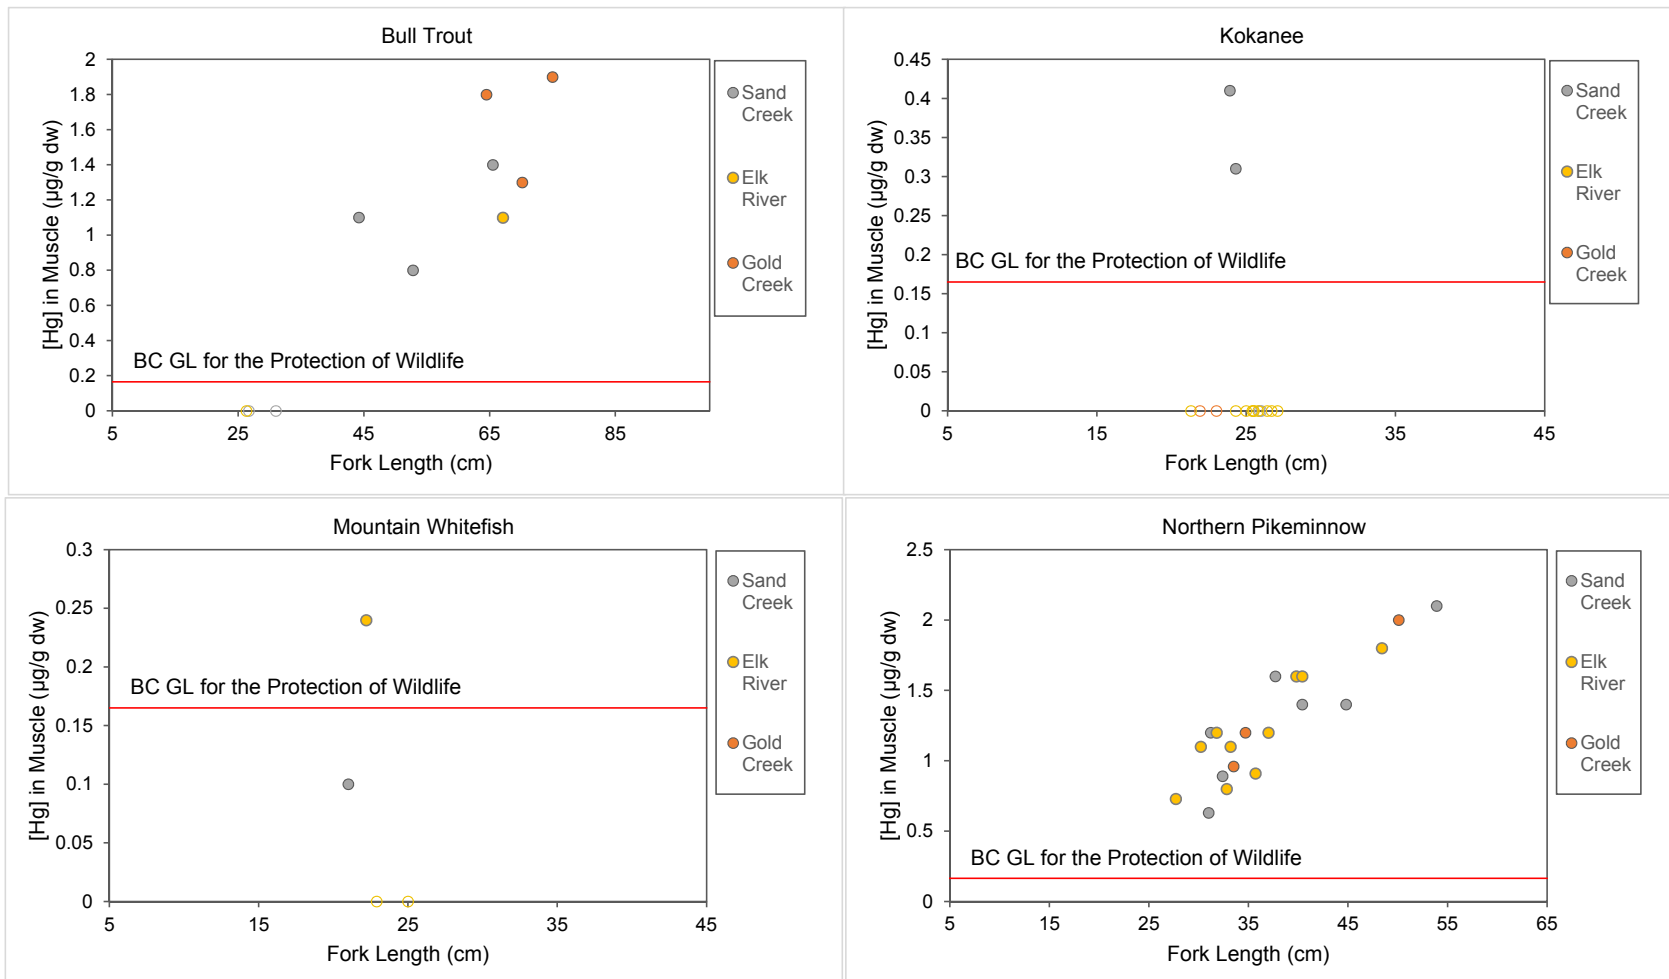 Bull Trout
[Hg] in Muscle (µg/g dw)
2
1.8
1.6
1.4
1.2
1
0.8
0.6
0.4
0.2
0
BC GL for the Protection of Wildlife
5
25
45
65
85
Fork Length (cm)
Sand
Creek
Elk
River
Gold
Creek
Kokanee
[Hg] in Muscle (µg/g dw)
0.45
0.4
0.35
0.3
0.25
0.2
0.15
0.1
0.05
0
BC GL for the Protection of Wildlife
5
15
25
35
45
Fork Length (cm)
Sand
Creek
Elk
River
Gold
Creek
Mountain Whitefish
[Hg] in Muscle (µg/g dw)
0.3
0.25
0.2
0.15
0.1
0.05
0
BC GL for the Protection of Wildlife
5
15
25
35
45
Fork Length (cm)
Sand
Creek
Elk
River
Gold
Creek
Northern Pikeminnow
[Hg] in Muscle (µg/g dw)
2.5
2
1.5
1
0.5
0
BC GL for the Protection of Wildlife
5
15
25
35
45
55
65
Fork Length (cm)
Sand
Creek
Elk
River
Gold
Creek